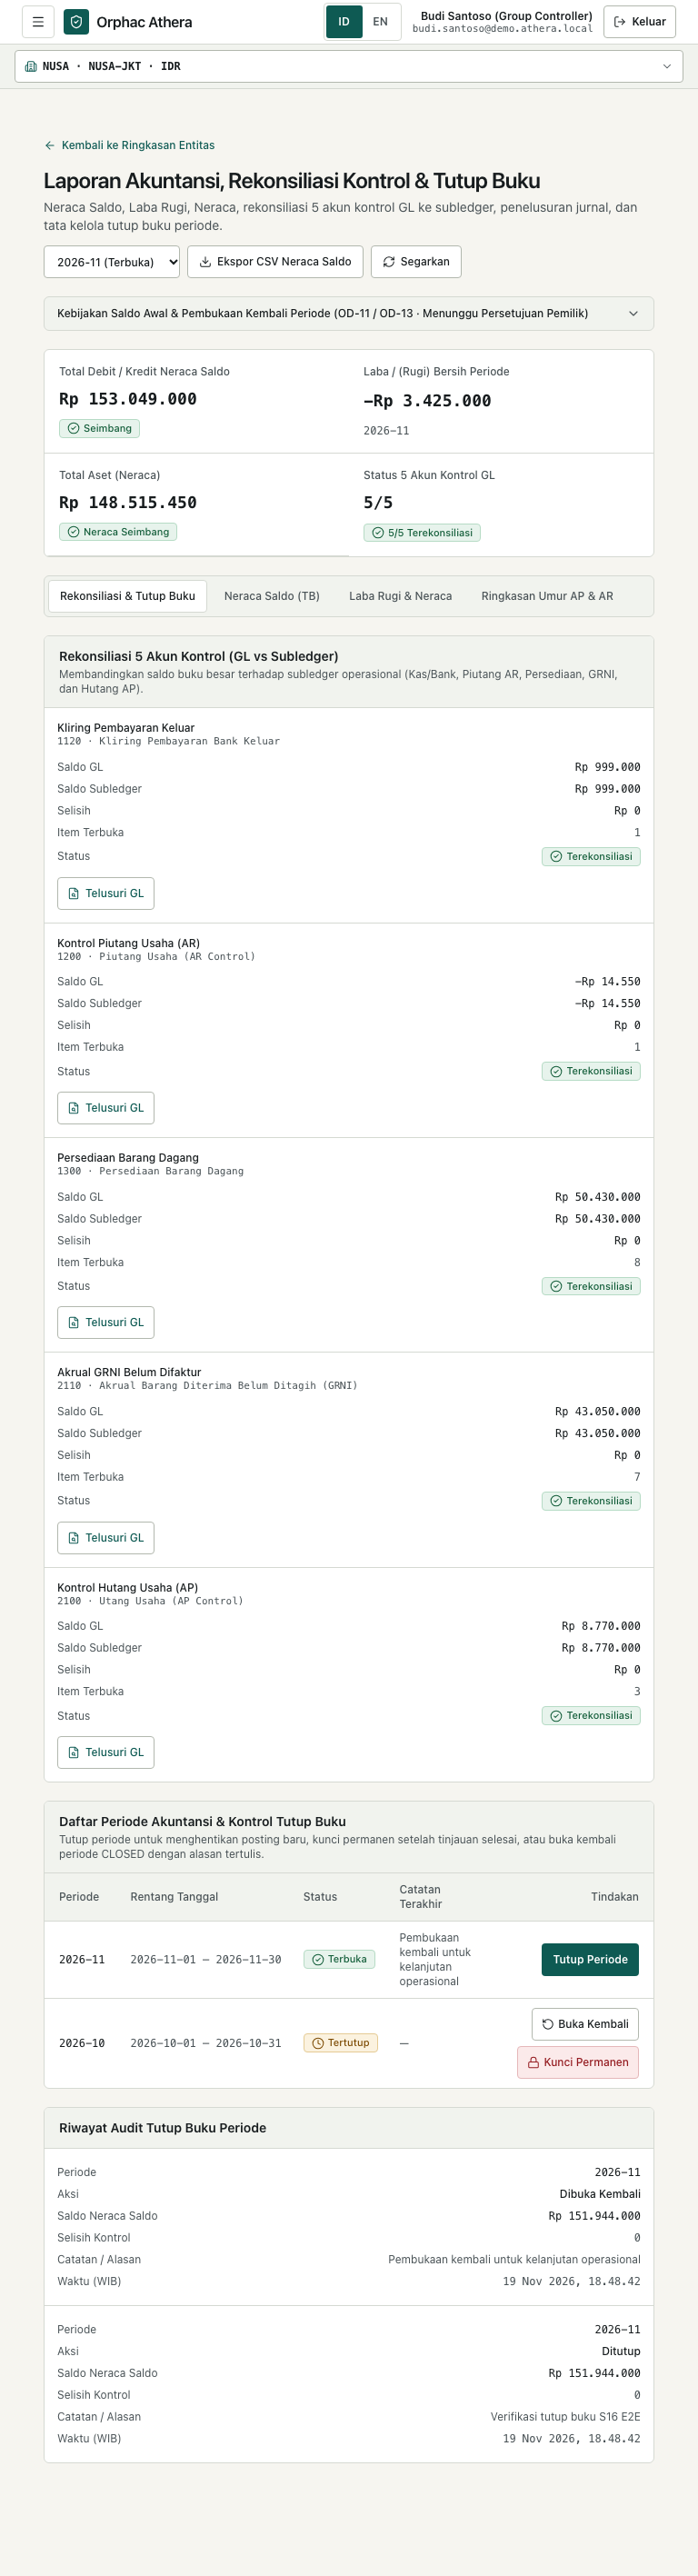 Orphac Athera
ID
EN
Budi Santoso (Group Controller)
budi.santoso@demo.athera.local
Keluar
NUSA · NUSA-JKT · IDR
Kembali ke Ringkasan Entitas
Laporan Akuntansi, Rekonsiliasi Kontrol & Tutup Buku
Neraca Saldo, Laba Rugi, Neraca, rekonsiliasi 5 akun kontrol GL ke subledger, penelusuran jurnal, dan
tata kelola tutup buku periode.
2026-11 (Terbuka)
Ekspor CSV Neraca Saldo
Segarkan
Kebijakan Saldo Awal & Pembukaan Kembali Periode (OD-11 / OD-13 · Menunggu Persetujuan Pemilik)
Total Debit / Kredit Neraca Saldo
Rp 153.049.000
Seimbang
Laba / (Rugi) Bersih Periode
-Rp 3.425.000
2026-11
Total Aset (Neraca)
Rp 148.515.450
Neraca Seimbang
Status 5 Akun Kontrol GL
5/5
5/5 Terekonsiliasi
Rekonsiliasi & Tutup Buku
Neraca Saldo (TB)
Laba Rugi & Neraca
Ringkasan Umur AP & AR
Rekonsiliasi 5 Akun Kontrol (GL vs Subledger)
Membandingkan saldo buku besar terhadap subledger operasional (Kas/Bank, Piutang AR, Persediaan, GRNI,
dan Hutang AP).
Kliring Pembayaran Keluar
1120 · Kliring Pembayaran Bank Keluar
Saldo GL Rp 999.000
Saldo Subledger Rp 999.000
Selisih Rp 0
Item Terbuka 1
Status Terekonsiliasi
Telusuri GL
Kontrol Piutang Usaha (AR)
1200 · Piutang Usaha (AR Control)
Saldo GL -Rp 14.550
Saldo Subledger -Rp 14.550
Selisih Rp 0
Item Terbuka 1
Status Terekonsiliasi
Telusuri GL
Persediaan Barang Dagang
1300 · Persediaan Barang Dagang
Saldo GL Rp 50.430.000
Saldo Subledger Rp 50.430.000
Selisih Rp 0
Item Terbuka 8
Status Terekonsiliasi
Telusuri GL
Akrual GRNI Belum Difaktur
2110 · Akrual Barang Diterima Belum Ditagih (GRNI)
Saldo GL Rp 43.050.000
Saldo Subledger Rp 43.050.000
Selisih Rp 0
Item Terbuka 7
Status Terekonsiliasi
Telusuri GL
Kontrol Hutang Usaha (AP)
2100 · Utang Usaha (AP Control)
Saldo GL Rp 8.770.000
Saldo Subledger Rp 8.770.000
Selisih Rp 0
Item Terbuka 3
Status Terekonsiliasi
Telusuri GL
Daftar Periode Akuntansi & Kontrol Tutup Buku
Tutup periode untuk menghentikan posting baru, kunci permanen setelah tinjauan selesai, atau buka kembali
periode CLOSED dengan alasan tertulis.
Periode Rentang Tanggal Status Catatan Terakhir Tindakan
2026-11 2026-11-01 — 2026-11-30 Terbuka
Pembukaan
kembali untuk
kelanjutan
operasional
Tutup Periode
2026-10 2026-10-01 — 2026-10-31 Tertutup —
Buka Kembali
Kunci Permanen
Riwayat Audit Tutup Buku Periode
Periode 2026-11
Aksi Dibuka Kembali
Saldo Neraca Saldo Rp 151.944.000
Selisih Kontrol 0
Catatan / Alasan Pembukaan kembali untuk kelanjutan operasional
Waktu (WIB) 19 Nov 2026, 18.48.42
Periode 2026-11
Aksi Ditutup
Saldo Neraca Saldo Rp 151.944.000
Selisih Kontrol 0
Catatan / Alasan Verifikasi tutup buku S16 E2E
Waktu (WIB) 19 Nov 2026, 18.48.42